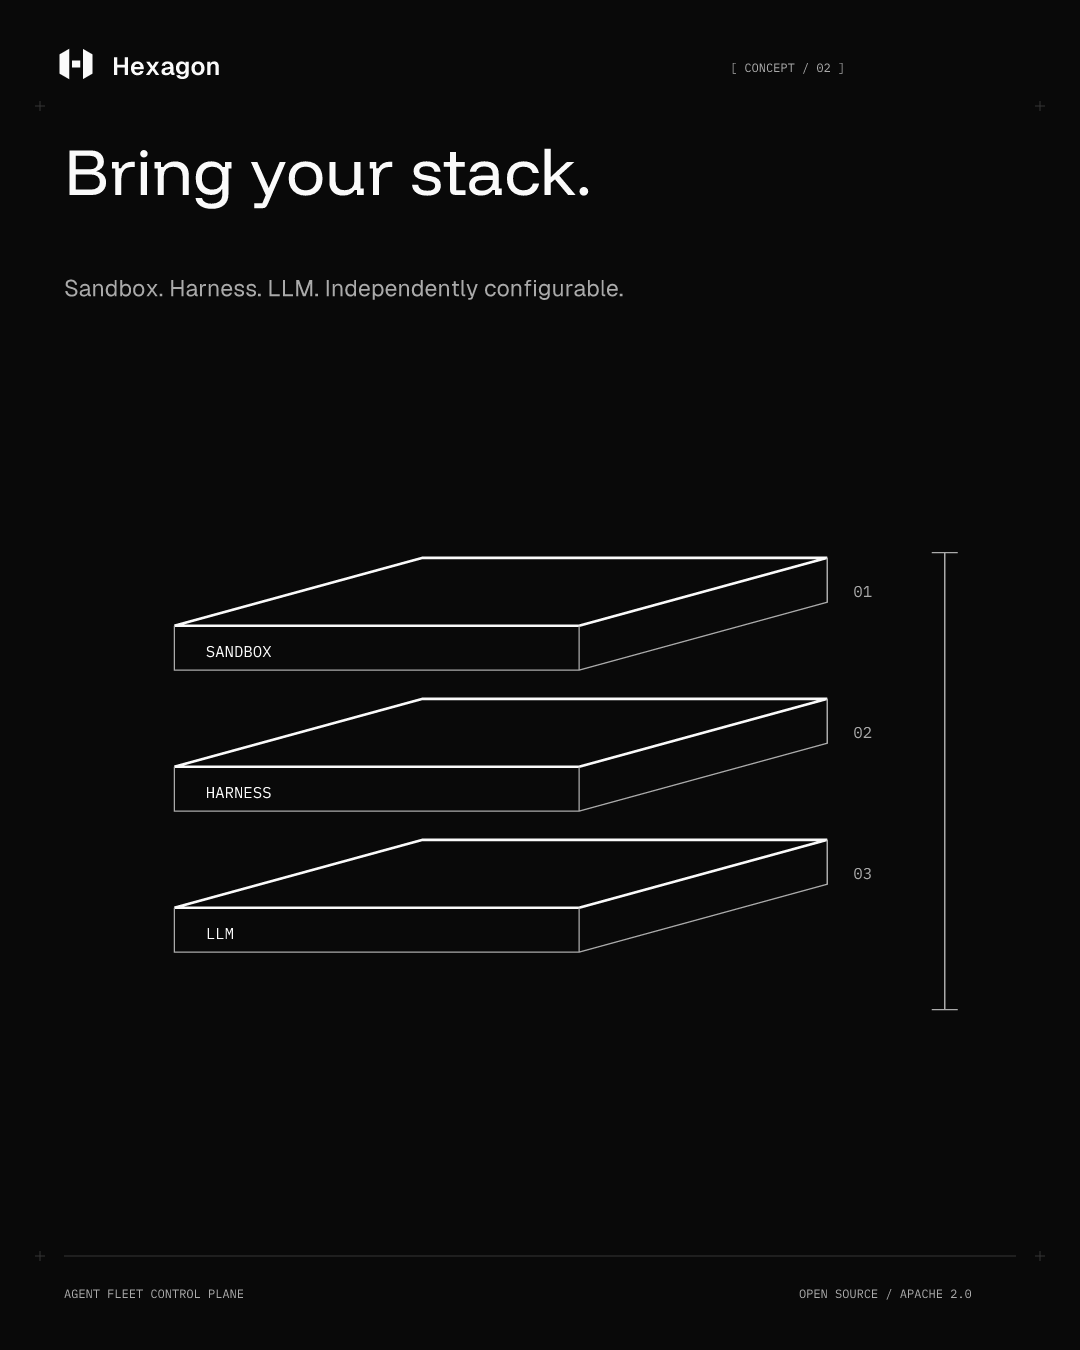 Hexagon
[ CONCEPT / 02 ]
Bring your stack.
Sandbox. Harness. LLM. Independently configurable.
01
SANDBOX
02
HARNESS
03
LLM
AGENT FLEET CONTROL PLANE
OPEN SOURCE / APACHE 2.0